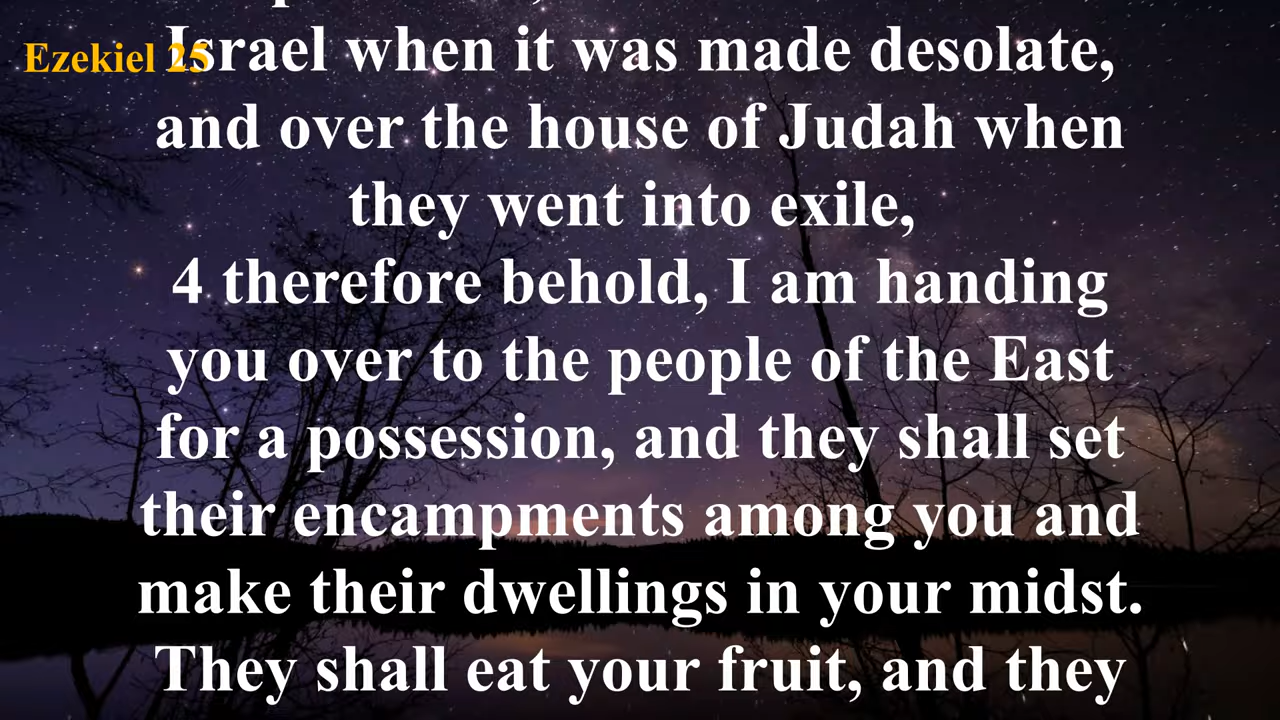 Ezekiel 25
Israel when it was made desolate,
and over the house of Judah when
they went into exile,
4 therefore behold, I am handing
you over to the people of the East
for a possession, and they shall set
their encampments among you and
make their dwellings in your midst.
They shall eat your fruit, and they